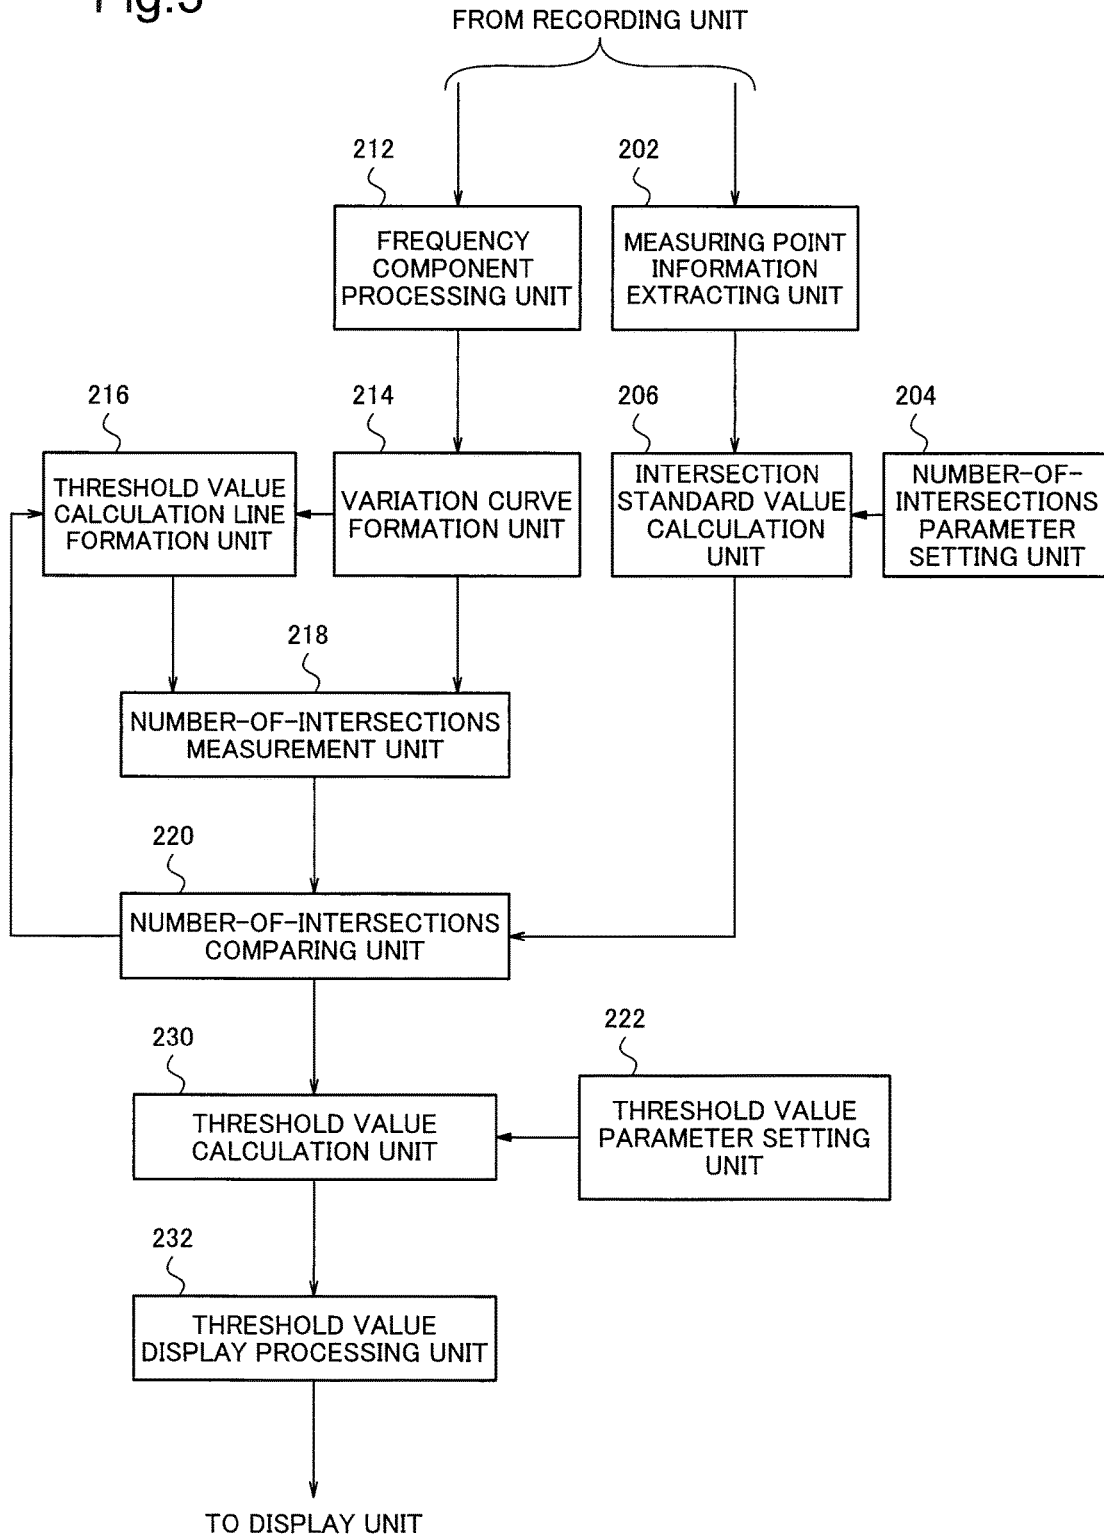 Fig.
FROM RECORDING UNIT
212
202
FREQUENCY
COMPONENT
PROCESSING UNIT
MEASURING POINT
INFORMATION
EXTRACTING UNIT
216
214
206
204
THRESHOLD VALUE
CALCULATION LINE
FORMATION UNIT
VARIATION CURVE
FORMATION UNIT
INTERSECTION
STANDARD VALUE
CALCULATION
UNIT
NUMBER-OF-
INTERSECTIONS
PARAMETER
SETTING UNIT
218
NUMBER-OF-INTERSECTIONS
MEASUREMENT UNIT
220
NUMBER-OF-INTERSECTIONS
COMPARING UNIT
222
230
THRESHOLD VALUE
CALCULATION UNIT
THRESHOLD VALUE
PARAMETER SETTING
UNIT
232
THRESHOLD VALUE
DISPLAY PROCESSING UNIT
TO DISPLAY UNIT